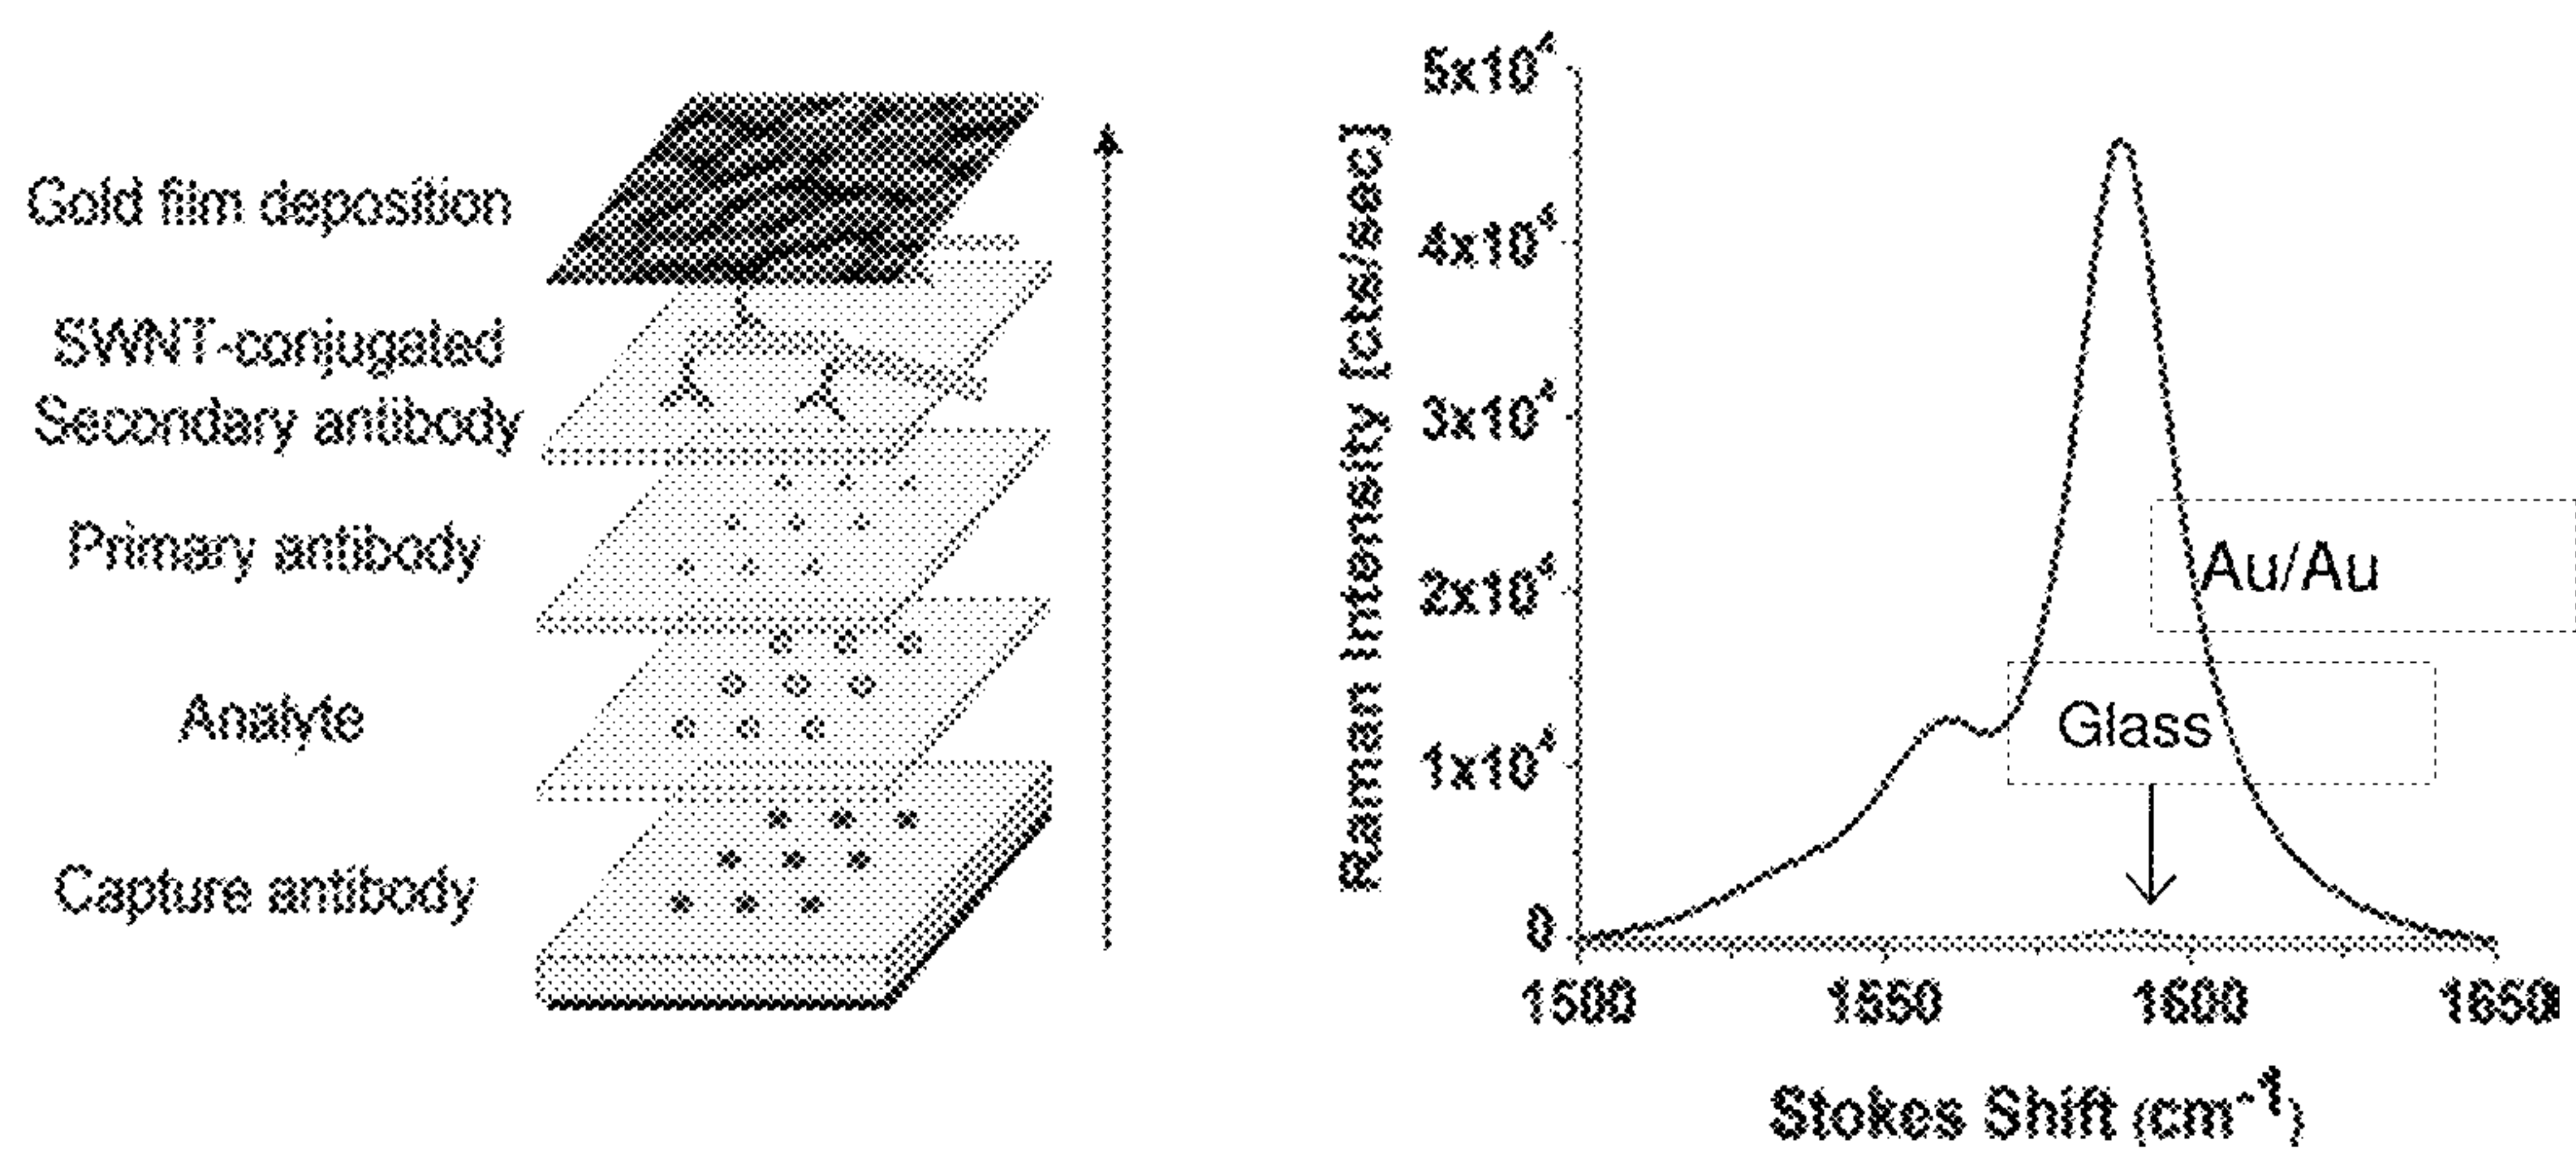 Gold film deposition
SWNT-conjugated
Secondary antibody
Primary antibody
Analyte
Capture antibody
Raman Intensity [cts/sec]
5x10⁴
4x10⁴
3x10⁴
2x10⁴
1x10⁴
0
1500 1550 1600 1650
Stokes Shift (cm⁻¹)
Au/Au
Glass